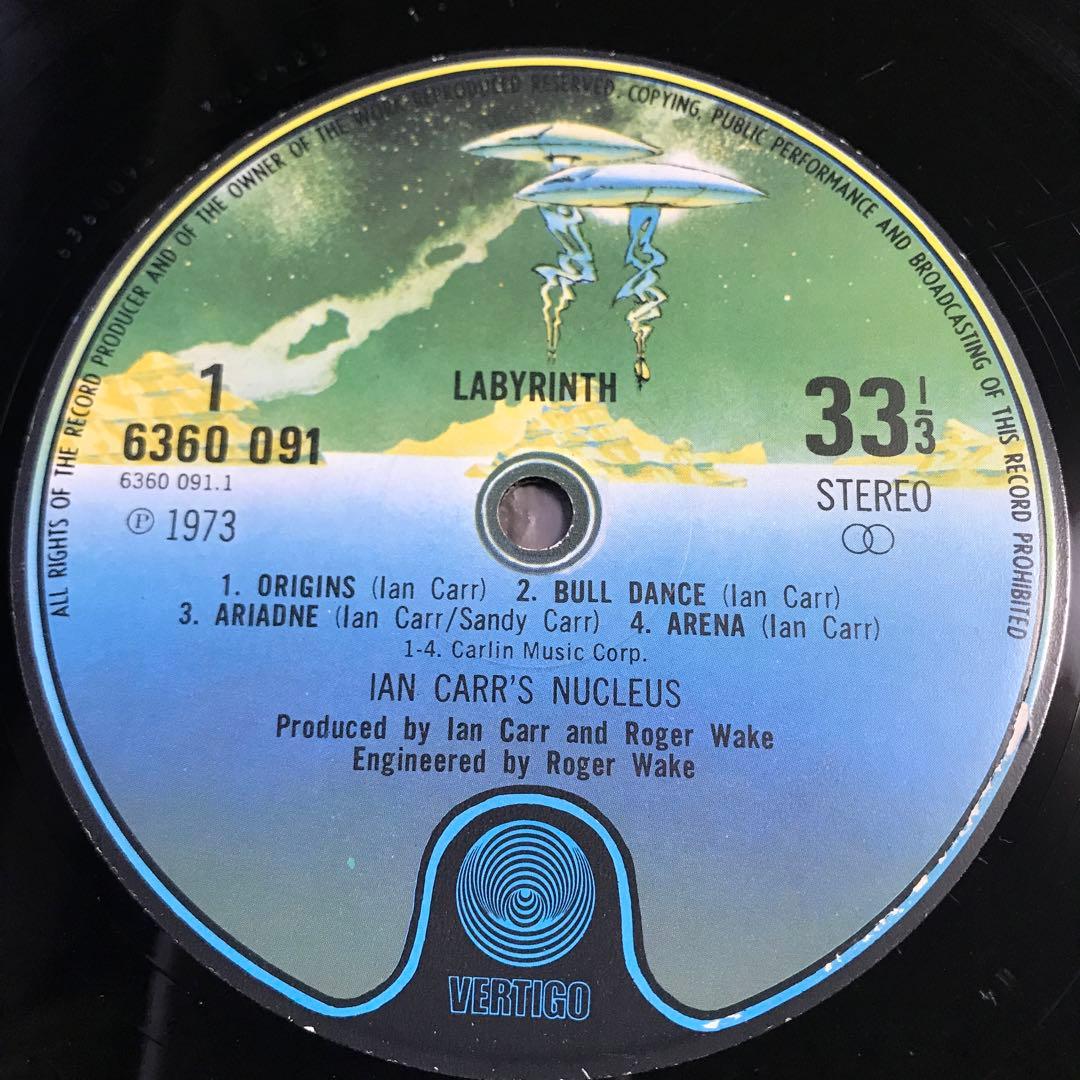 ALL RIGHTS OF THE RECORD PRODUCER AND OF THE OWNER OF THE WORK REPRODUCED RESERVED. COPYING, PUBLIC PERFORMANCE AND BROADCASTING OF THIS RECORD PROHIBITED
LABYRINTH
1
6360 091
6360 091.1
Ⓟ 1973
33 1/3
STEREO
1. ORIGINS (Ian Carr) 2. BULL DANCE (Ian Carr)
3. ARIADNE (Ian Carr/Sandy Carr) 4. ARENA (Ian Carr)
1-4. Carlin Music Corp.
IAN CARR'S NUCLEUS
Produced by Ian Carr and Roger Wake
Engineered by Roger Wake
VERTIGO